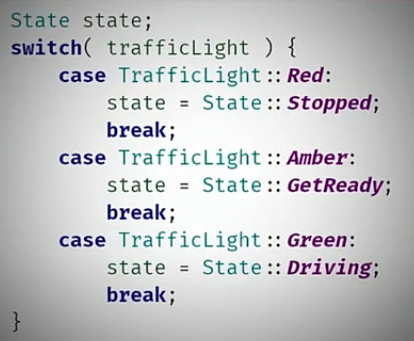 State state;
switch( trafficLight ) {
    case TrafficLight::Red:
        state = State::Stopped;
        break;
    case TrafficLight::Amber:
        state = State::GetReady;
        break;
    case TrafficLight::Green:
        state = State::Driving;
        break;
}